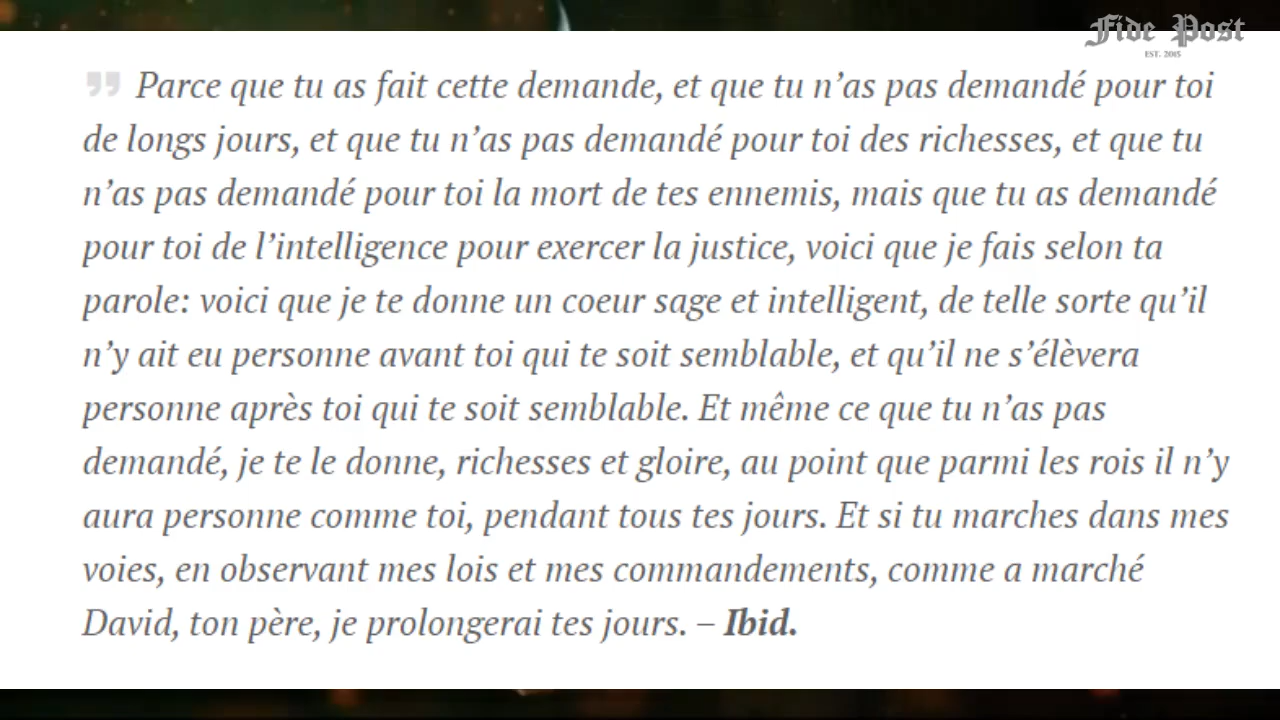 Fide Post
EST. 2015
” Parce que tu as fait cette demande, et que tu n’as pas demandé pour toi
de longs jours, et que tu n’as pas demandé pour toi des richesses, et que tu
n’as pas demandé pour toi la mort de tes ennemis, mais que tu as demandé
pour toi de l’intelligence pour exercer la justice, voici que je fais selon ta
parole: voici que je te donne un coeur sage et intelligent, de telle sorte qu’il
n’y ait eu personne avant toi qui te soit semblable, et qu’il ne s’élèvera
personne après toi qui te soit semblable. Et même ce que tu n’as pas
demandé, je te le donne, richesses et gloire, au point que parmi les rois il n’y
aura personne comme toi, pendant tous tes jours. Et si tu marches dans mes
voies, en observant mes lois et mes commandements, comme a marché
David, ton père, je prolongerai tes jours. – Ibid.